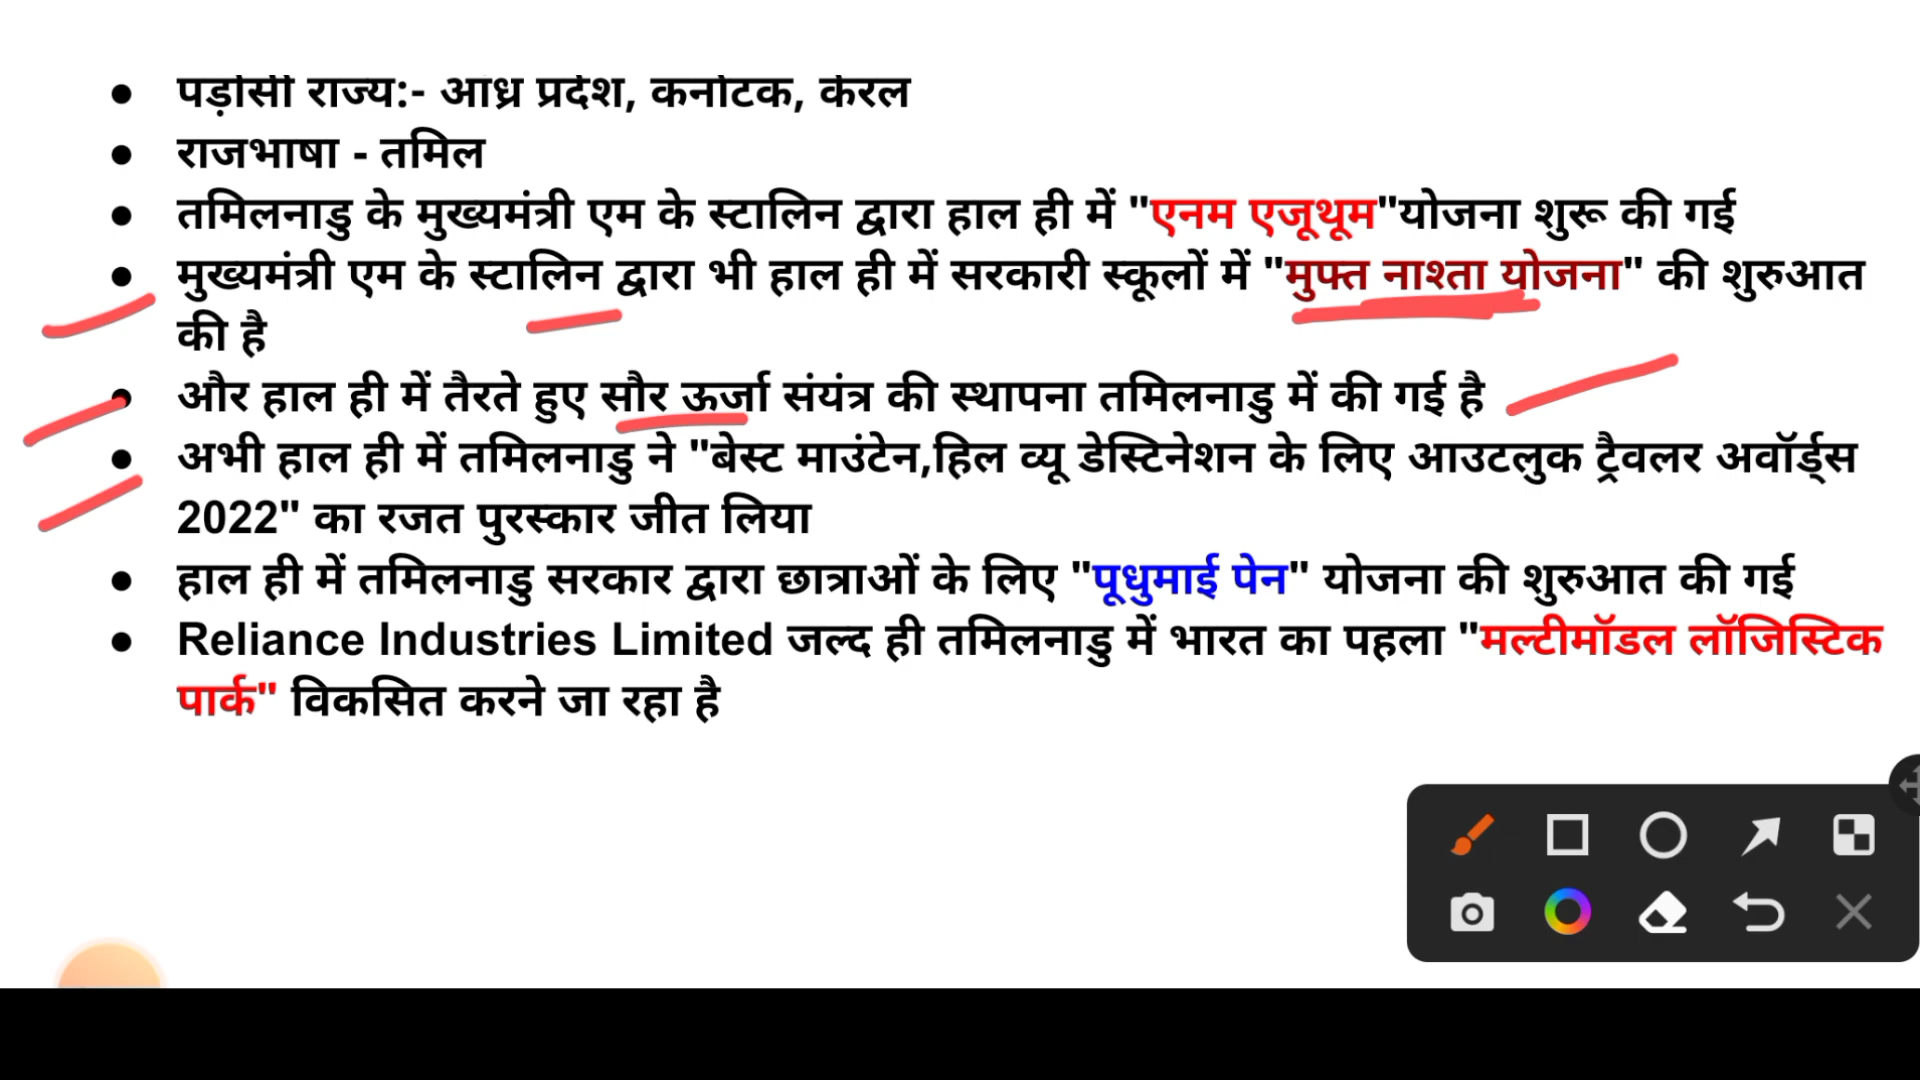 पड़ोसी राज्य:- आंध्र प्रदेश, कर्नाटक, केरल
राजभाषा - तमिल
तमिलनाडु के मुख्यमंत्री एम के स्टालिन द्वारा हाल ही में "एनम एजूथूम"योजना शुरू की गई
मुख्यमंत्री एम के स्टालिन द्वारा भी हाल ही में सरकारी स्कूलों में "मुफ्त नाश्ता योजना" की शुरुआत
की है
और हाल ही में तैरते हुए सौर ऊर्जा संयंत्र की स्थापना तमिलनाडु में की गई है
अभी हाल ही में तमिलनाडु ने "बेस्ट माउंटेन,हिल व्यू डेस्टिनेशन के लिए आउटलुक ट्रैवलर अवॉर्ड्स
2022" का रजत पुरस्कार जीत लिया
हाल ही में तमिलनाडु सरकार द्वारा छात्राओं के लिए "पूधुमाई पेन" योजना की शुरुआत की गई
Reliance Industries Limited जल्द ही तमिलनाडु में भारत का पहला "मल्टीमॉडल लॉजिस्टिक
पार्क" विकसित करने जा रहा है